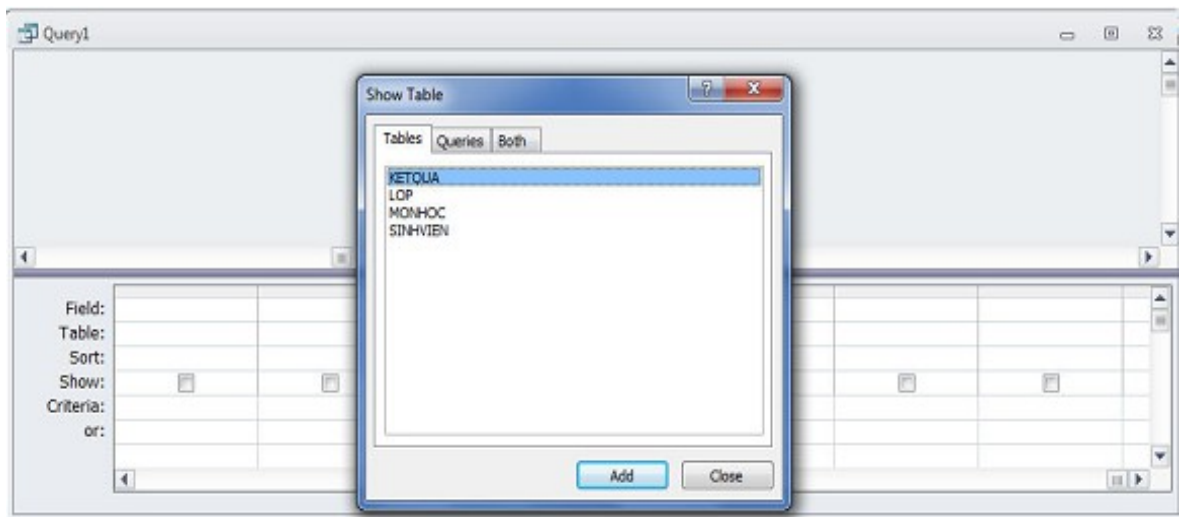 Query1
Show Table
Tables Queries Both
KETQUA
LOP
MONHOC
SINHVIEN
Field:
Table:
Sort:
Show:
Criteria:
or:
Add Close